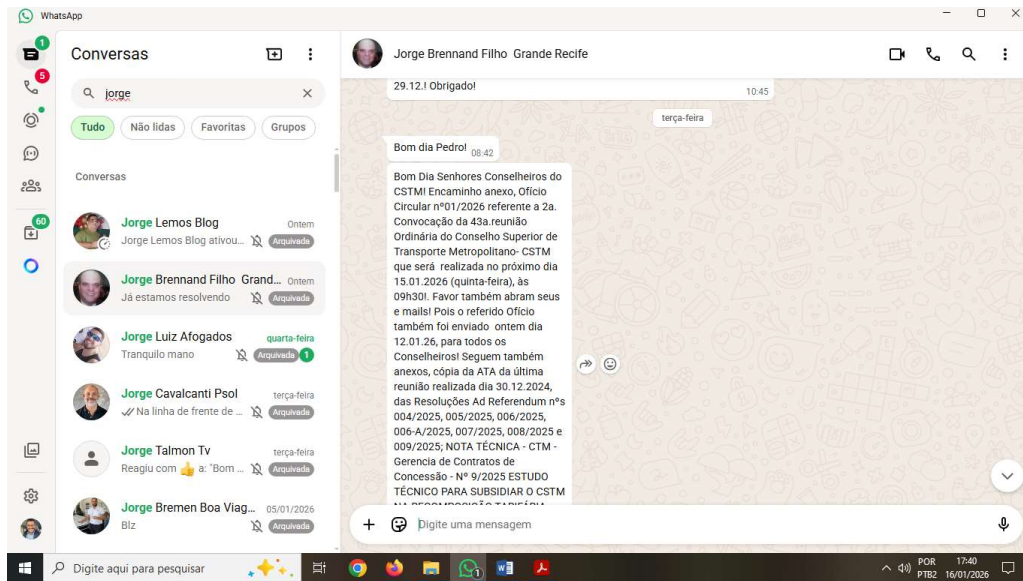 WhatsApp
1
5
60
Conversas
jorge
Tudo
Não lidas
Favoritas
Grupos
Conversas
Jorge Lemos Blog
Ontem
Jorge Lemos Blog ativou...
Arquivada
Jorge Brennand Filho Grand...
Ontem
Já estamos resolvendo
Arquivada
Jorge Luiz Afogados
quarta-feira
Tranquilo mano
Arquivada
1
Jorge Cavalcanti Psol
terça-feira
Na linha de frente de ...
Arquivada
Jorge Talmon Tv
terça-feira
Reagiu com 👍 a: "Bom ...
Arquivada
Jorge Bremen Boa Viag...
05/01/2026
Blz
Arquivada
Jorge Brennand Filho Grande Recife
29.12.! Obrigado!
10:45
terça-feira
Bom dia Pedro!
08:42
Bom Dia Senhores Conselheiros do
CSTM! Encaminho anexo, Ofício
Circular nº01/2026 referente a 2a.
Convocação da 43a.reunião
Ordinária do Conselho Superior de
Transporte Metropolitano- CSTM
que será realizada no próximo dia
15.01.2026 (quinta-feira), às
09h30!. Favor também abram seus
e mails! Pois o referido Ofício
também foi enviado ontem dia
12.01.26, para todos os
Conselheiros! Seguem também
anexos, cópia da ATA da última
reunião realizada dia 30.12.2024,
das Resoluções Ad Referendum nºs
004/2025, 005/2025, 006/2025,
006-A/2025, 007/2025, 008/2025 e
009/2025; NOTA TÉCNICA - CTM -
Gerencia de Contratos de
Concessão - Nº 9/2025 ESTUDO
TÉCNICO PARA SUBSIDIAR O CSTM
NA RECOMPOSIÇÃO TARIFÁRIA
Digite uma mensagem
Digite aqui para pesquisar
1
POR
PTB2
17:40
16/01/2026